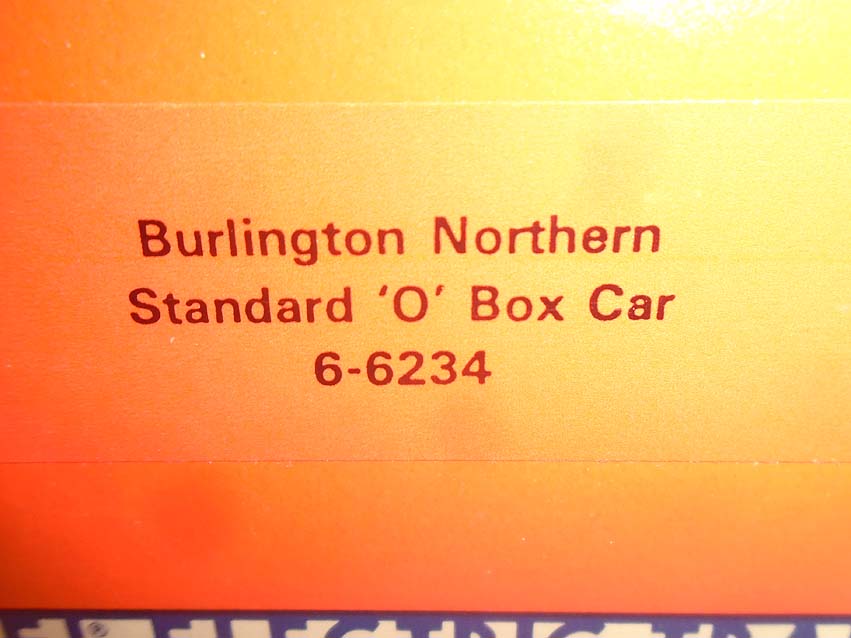 Burlington Northern
Standard 'O' Box Car
6-6234
®